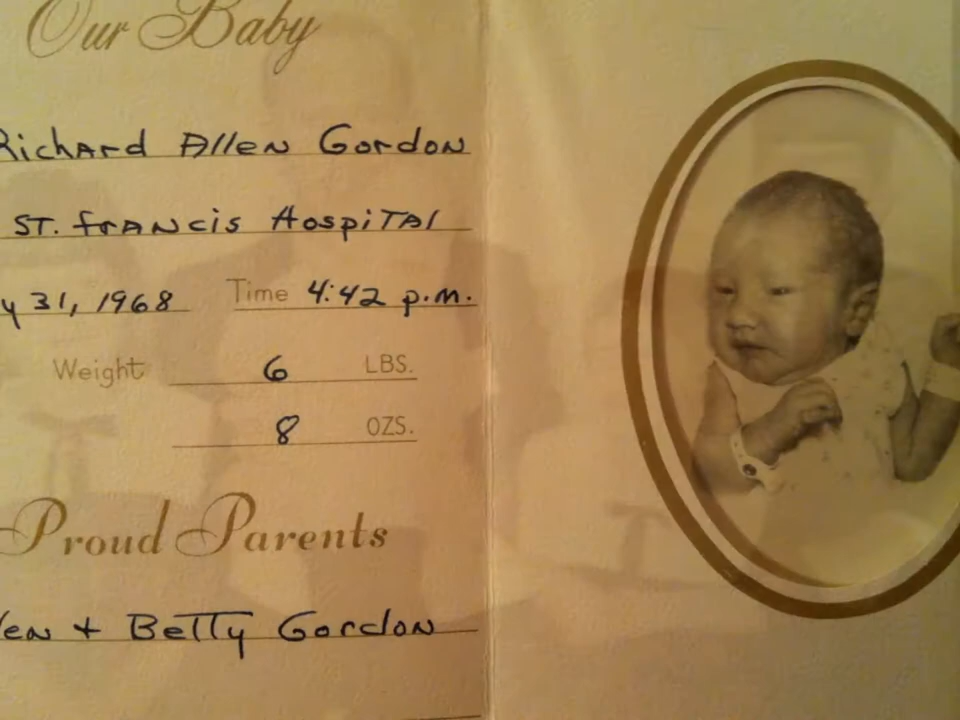 Our Baby
Richard Allen Gordon
ST. Francis Hospital
31, 1968 Time 4:42 p.m.
Weight 6 LBS.
8 OZS.
Proud Parents
+ Betty Gordon